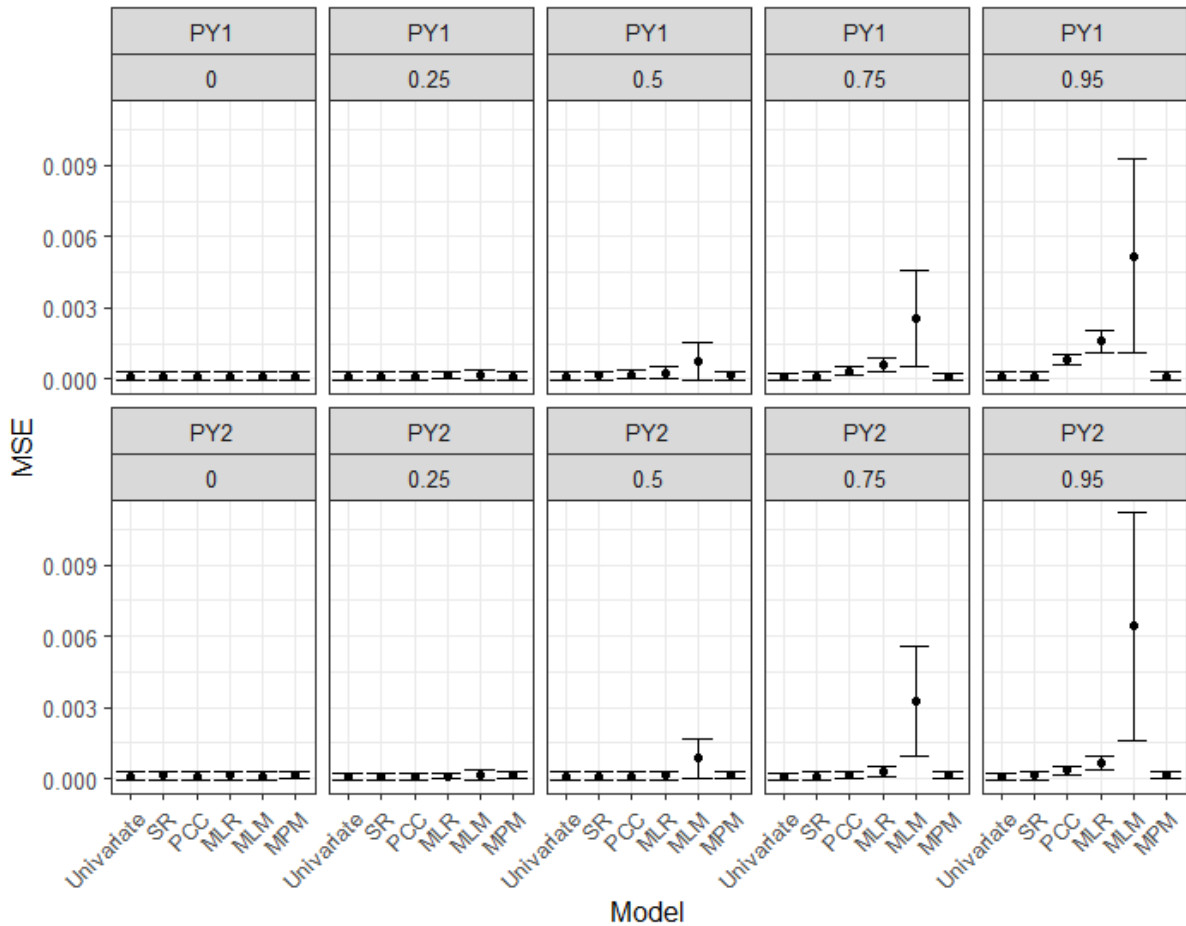 PY1 PY1 PY1 PY1 PY1
0 0.25 0.5 0.75 0.95
0.009
0.006
0.003
0.000
MSE
PY2 PY2 PY2 PY2 PY2
0 0.25 0.5 0.75 0.95
0.009
0.006
0.003
0.000
Univariate SR PCC MLR MLM MPM Univariate SR PCC MLR MLM MPM Univariate SR PCC MLR MLM MPM Univariate SR PCC MLR MLM MPM Univariate SR PCC MLR MLM MPM
Model